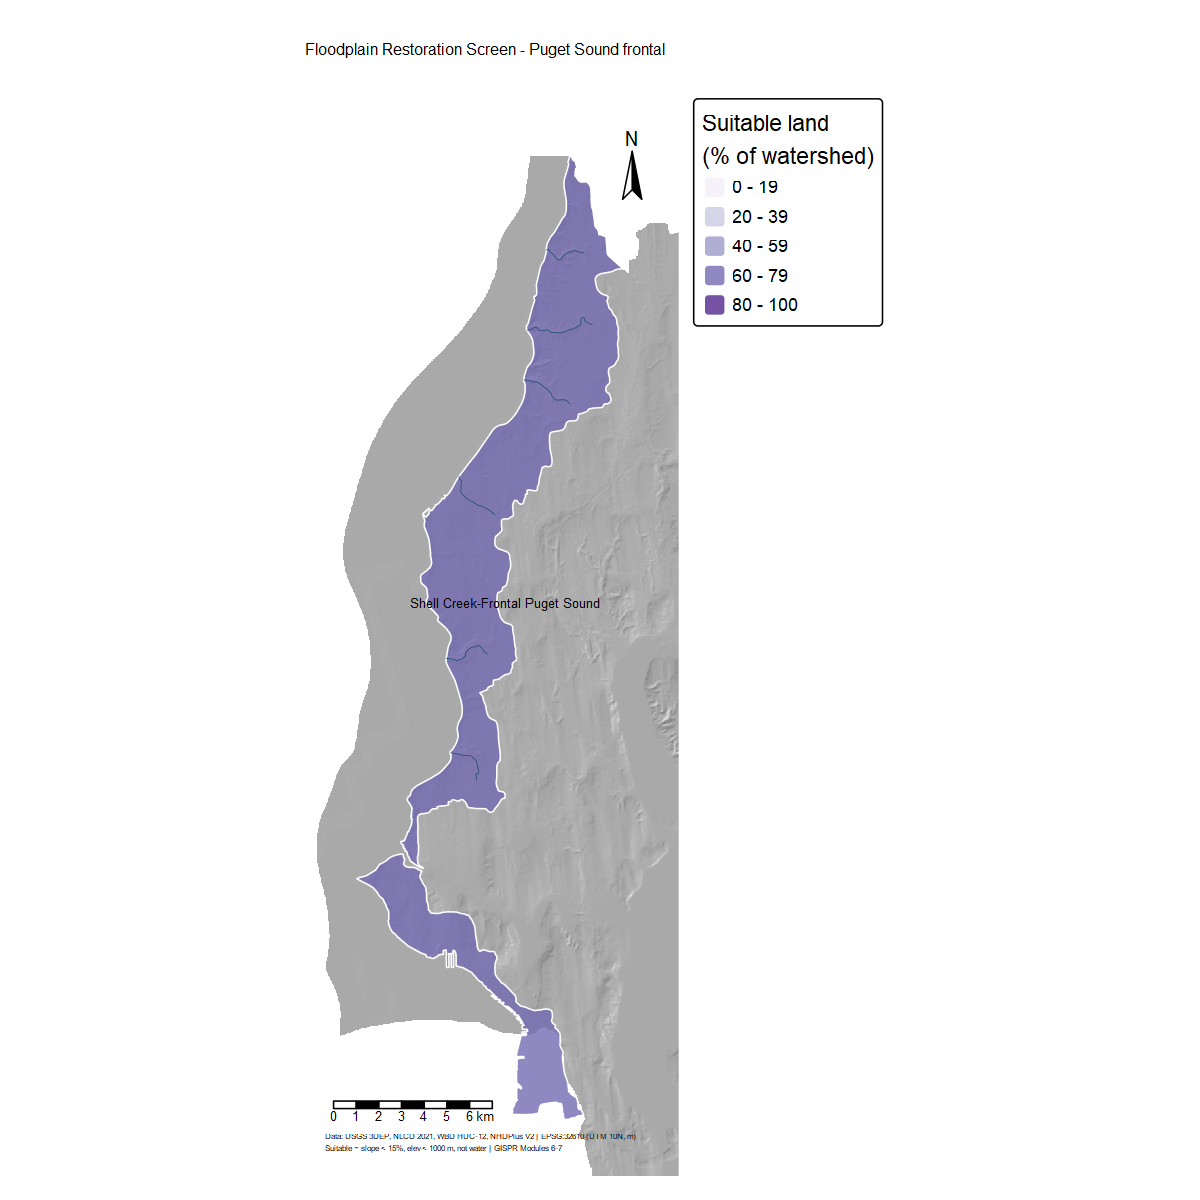 Floodplain Restoration Screen - Puget Sound frontal
N
Suitable land
(% of watershed)
0 - 19
20 - 39
40 - 59
60 - 79
80 - 100
Shell Creek-Frontal Puget Sound
0 1 2 3 4 5 6 km
Data: USGS 3DEP, NLCD 2021, WBD HUC-12, NHDPlus V2 | EPSG:32610 (UTM 10N, m)
Suitable = slope < 15%, elev < 1000 m, not water | GISPR Modules 6-7